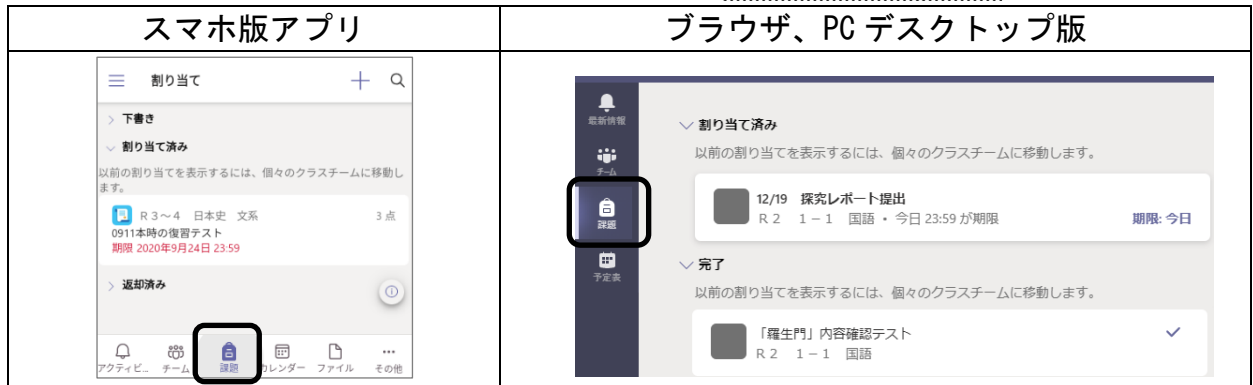 スマホ版アプリ
ブラウザ、PC デスクトップ版
割り当て
下書き
割り当て済み
以前の割り当てを表示するには、個々のクラスチームに移動し
ます。
R3~4 日本史 文系 3 点
0911本時の復習テスト
期限 2020年9月24日 23:59
返却済み
アクティビ... チーム 課題 カレンダー ファイル その他
最新情報
チーム
課題
予定表
割り当て済み
以前の割り当てを表示するには、個々のクラスチームに移動します。
12/19 探究レポート提出
R2 1-1 国語 • 今日 23:59 が期限 期限: 今日
完了
以前の割り当てを表示するには、個々のクラスチームに移動します。
「羅生門」内容確認テスト
R2 1-1 国語